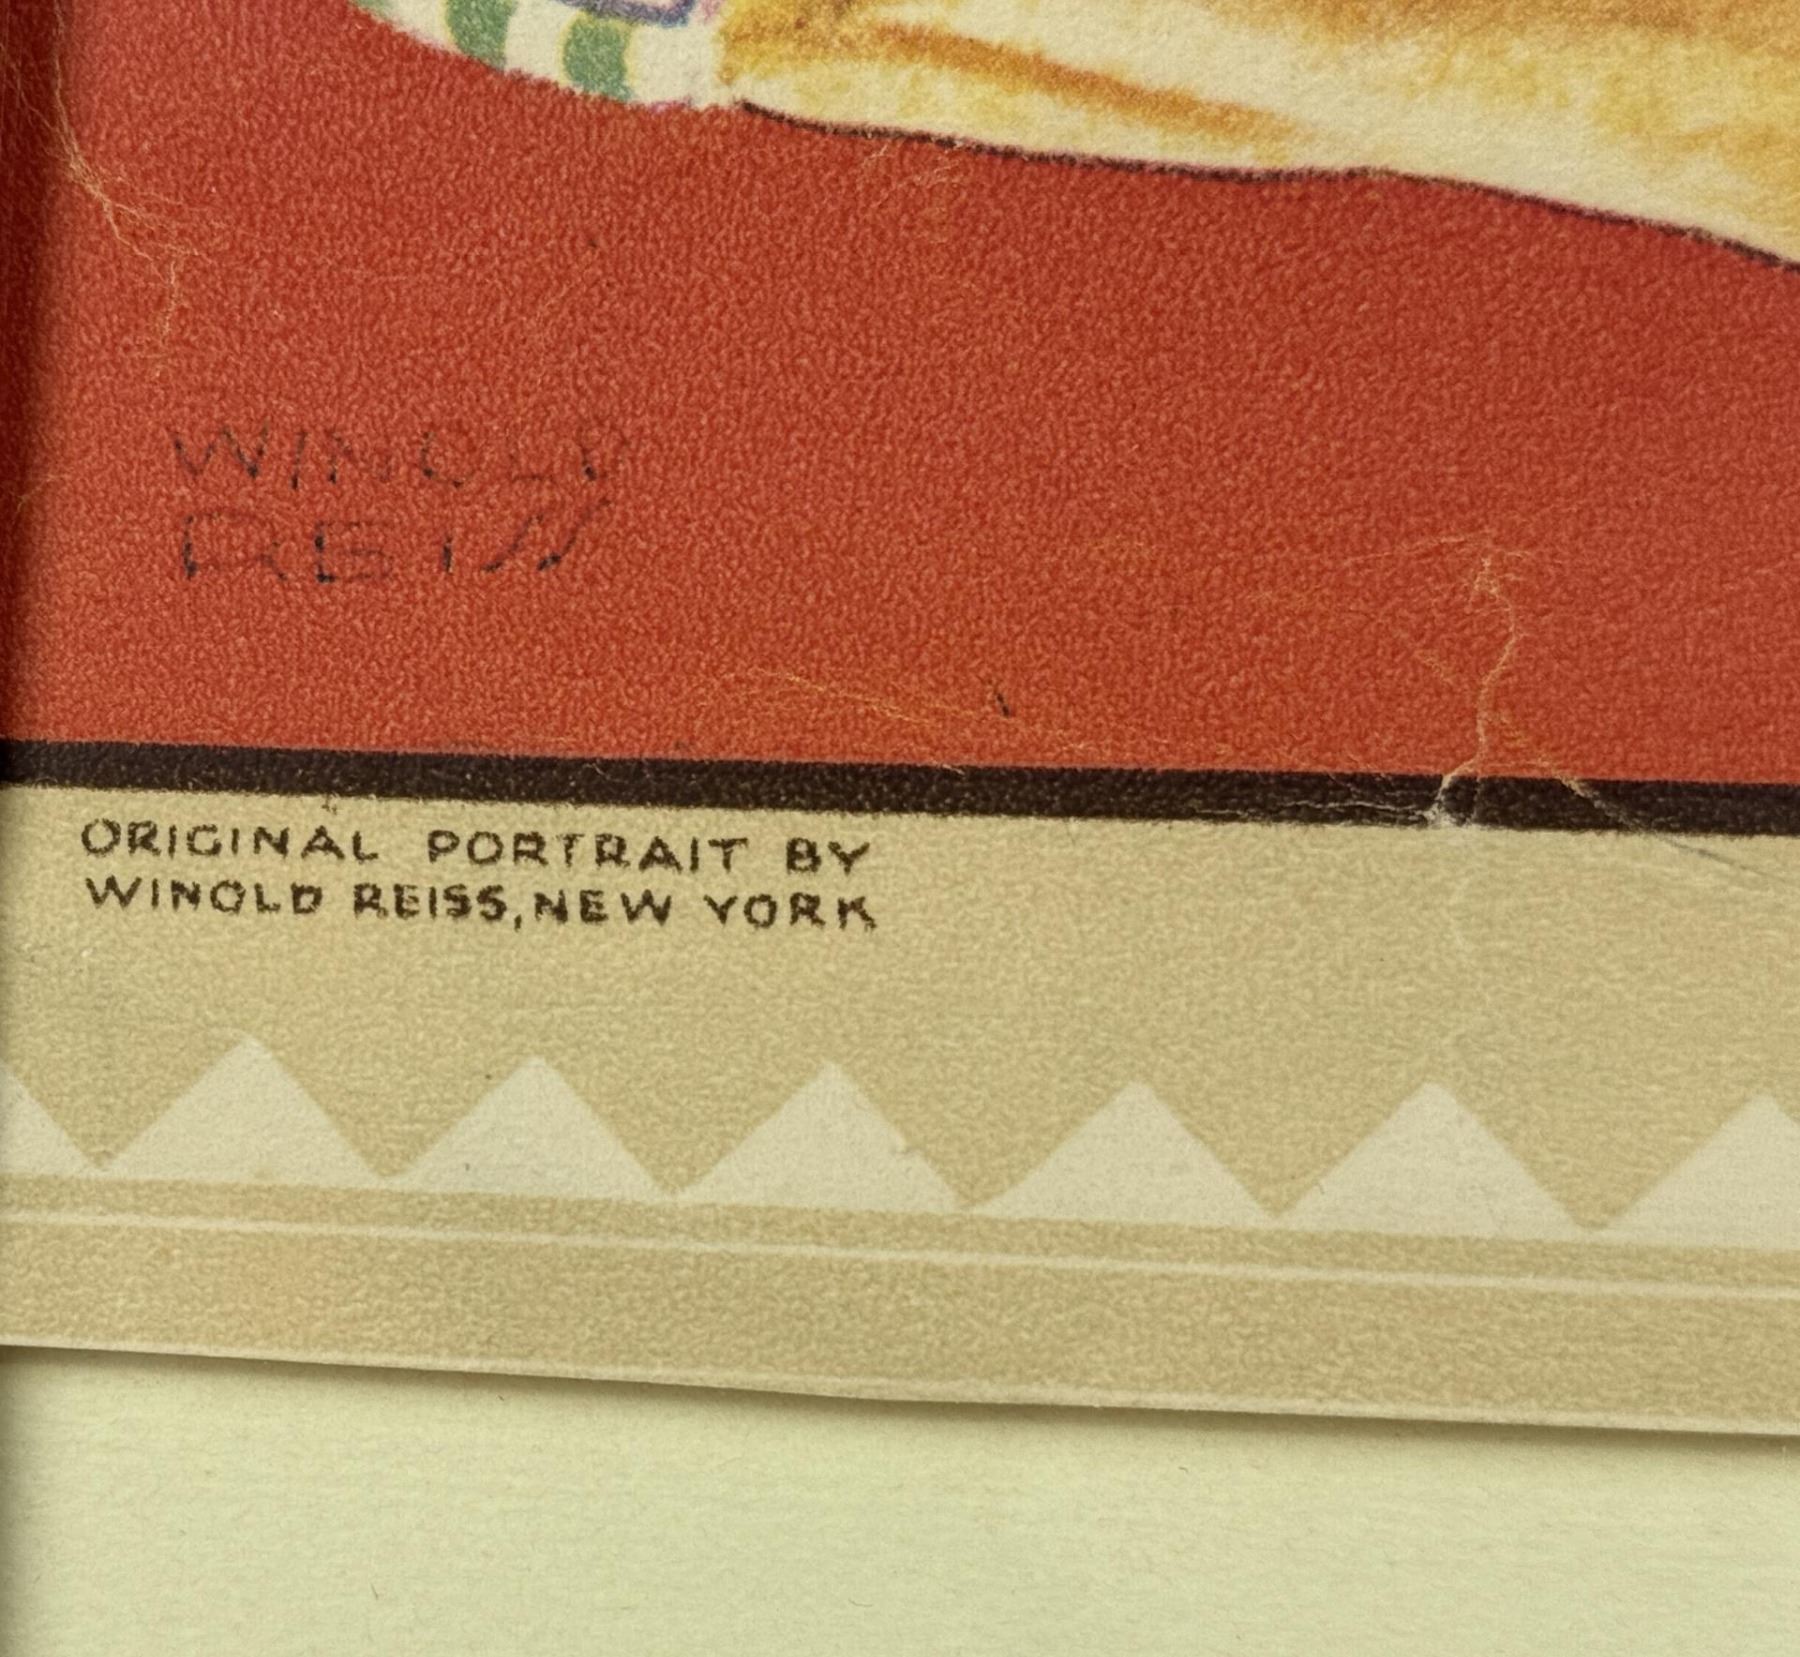 WINOLD
REISS
ORIGINAL PORTRAIT BY
WINOLD REISS, NEW YORK